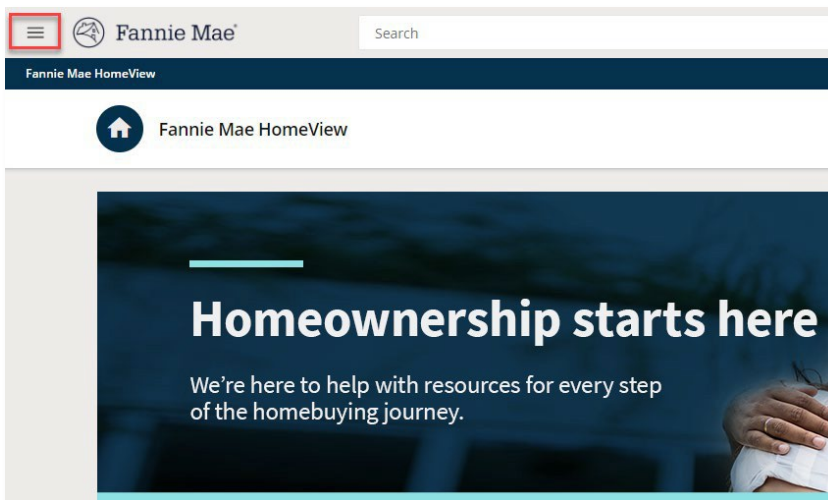 Fannie Mae®
Search
Fannie Mae HomeView
Fannie Mae HomeView
Homeownership starts here
We’re here to help with resources for every step
of the homebuying journey.